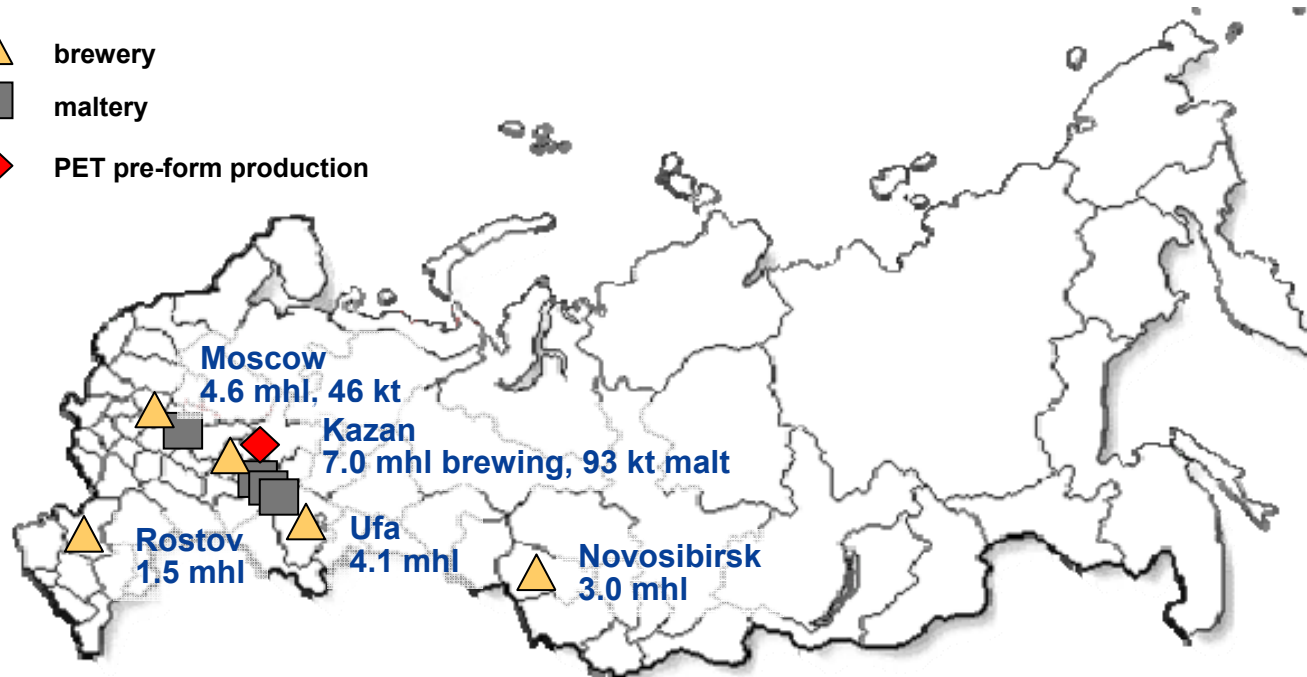 brewery
maltery
PET pre-form production
Moscow
4.6 mhl, 46 kt
Kazan
7.0 mhl brewing, 93 kt malt
Rostov
1.5 mhl
Ufa
4.1 mhl
Novosibirsk
3.0 mhl